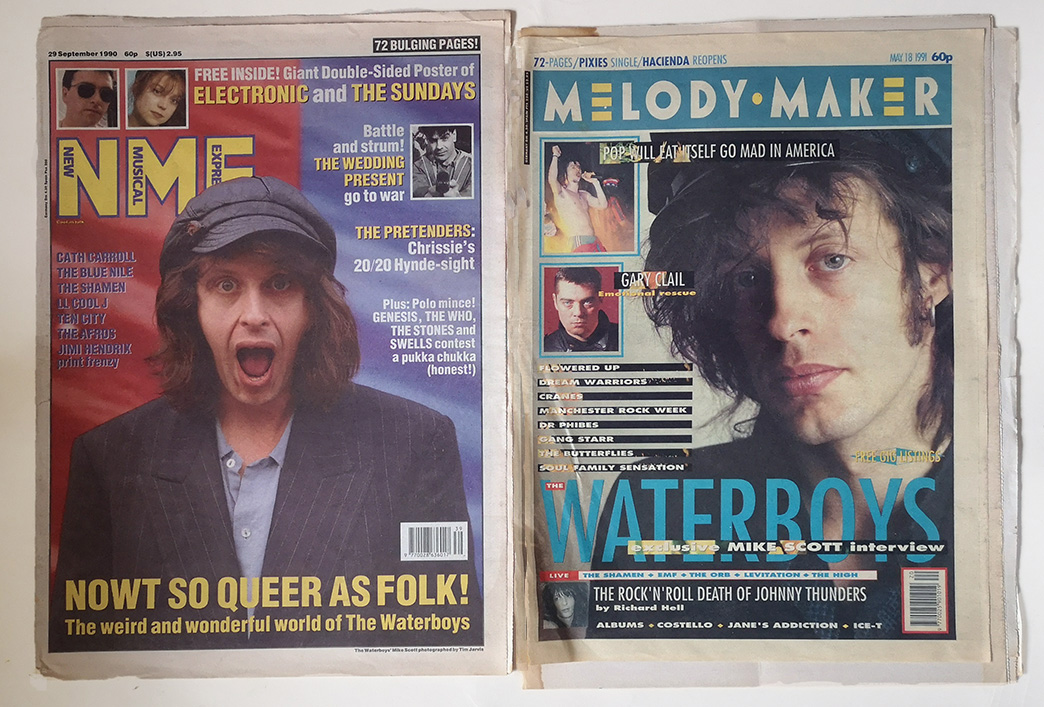 29 September 1990 60p $(US) 2.95
72 BULGING PAGES!
FREE INSIDE! Giant Double-Sided Poster of
ELECTRONIC and THE SUNDAYS
NEW
MUSICAL
EXPRE
NME
Battle
and strum!
THE WEDDING
PRESENT
go to war
THE PRETENDERS:
Chrissie's
20/20 Hynde-sight
CATH CARROLL
THE BLUE NILE
THE SHAMEN
LL COOL J
TEN CITY
THE AFROS
JIMI HENDRIX
print frenzy
Plus: Polo mince!
GENESIS, THE WHO,
THE STONES and
SWELLS contest
a pukka chukka
(honest!)
39
9 770028 636017
NOWT SO QUEER AS FOLK!
The weird and wonderful world of The Waterboys
The Waterboys' Mike Scott photographed by Tim Jarvis
72-PAGES/PIXIES SINGLE/HACIENDA REOPENS
MAY 18 1991 60p
MELODY·MAKER
POP WILL EAT ITSELF GO MAD IN AMERICA
GARY CLAIL
Emotional rescue
FLOWERED UP
DREAM WARRIORS
CRANES
MANCHESTER ROCK WEEK
DR PHIBES
GANG STARR
THE BUTTERFLIES
SOUL FAMILY SENSATION
FREE GIG LISTINGS
THE
WATERBOYS
exclusive MIKE SCOTT interview
LIVE THE SHAMEN + EMF + THE ORB + LEVITATION + THE HIGH
THE ROCK'N'ROLL DEATH OF JOHNNY THUNDERS
by Richard Hell
ALBUMS + COSTELLO + JANE'S ADDICTION + ICE-T